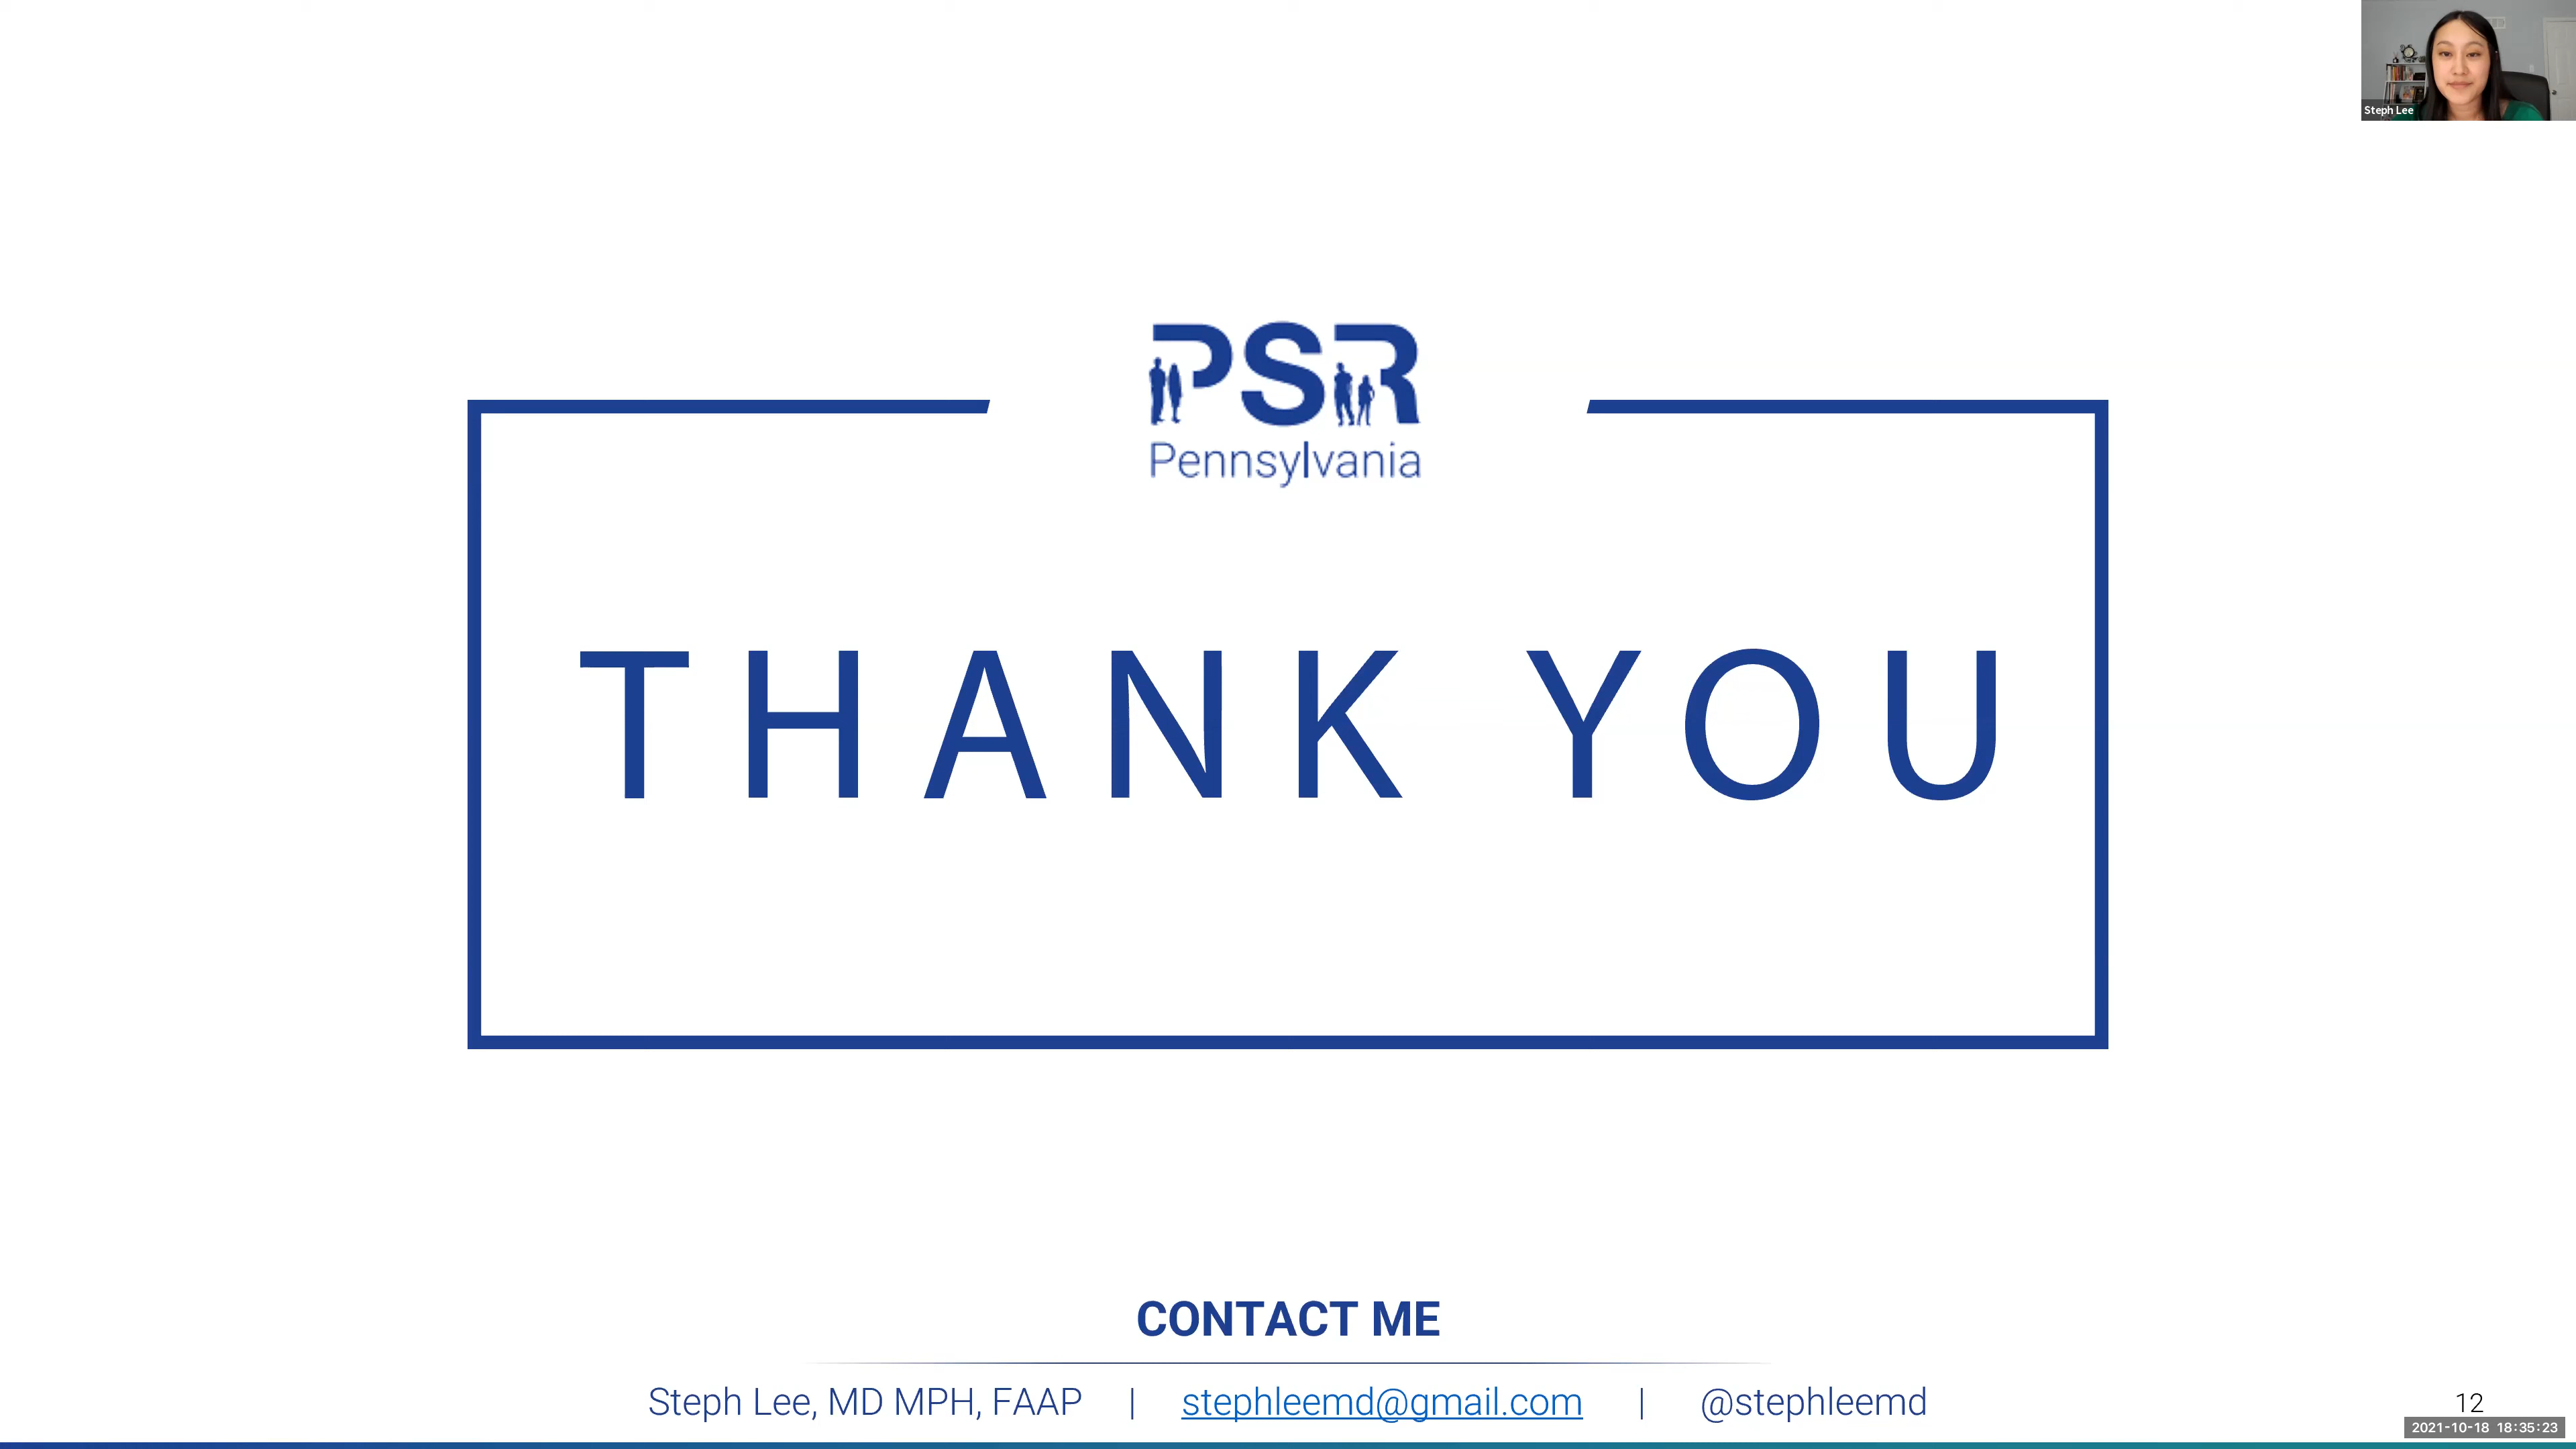 Steph Lee
PSR
Pennsylvania
THANK YOU
CONTACT ME
Steph Lee, MD MPH, FAAP | stephleemd@gmail.com | @stephleemd
12
2021-10-18 18:35:23